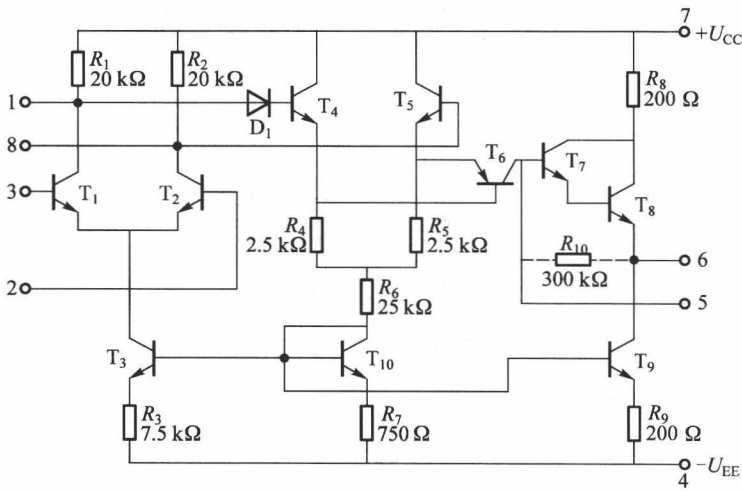 7
+U_CC
R₁
20 kΩ
R₂
20 kΩ
R₈
200 Ω
1
D₁
T₄
T₅
8
T₆
T₇
3
T₁
T₂
T₈
R₄
2.5 kΩ
R₅
2.5 kΩ
R₁₀
300 kΩ
6
2
5
R₆
25 kΩ
T₃
T₁₀
T₉
R₃
7.5 kΩ
R₇
750 Ω
R₉
200 Ω
−U_EE
4